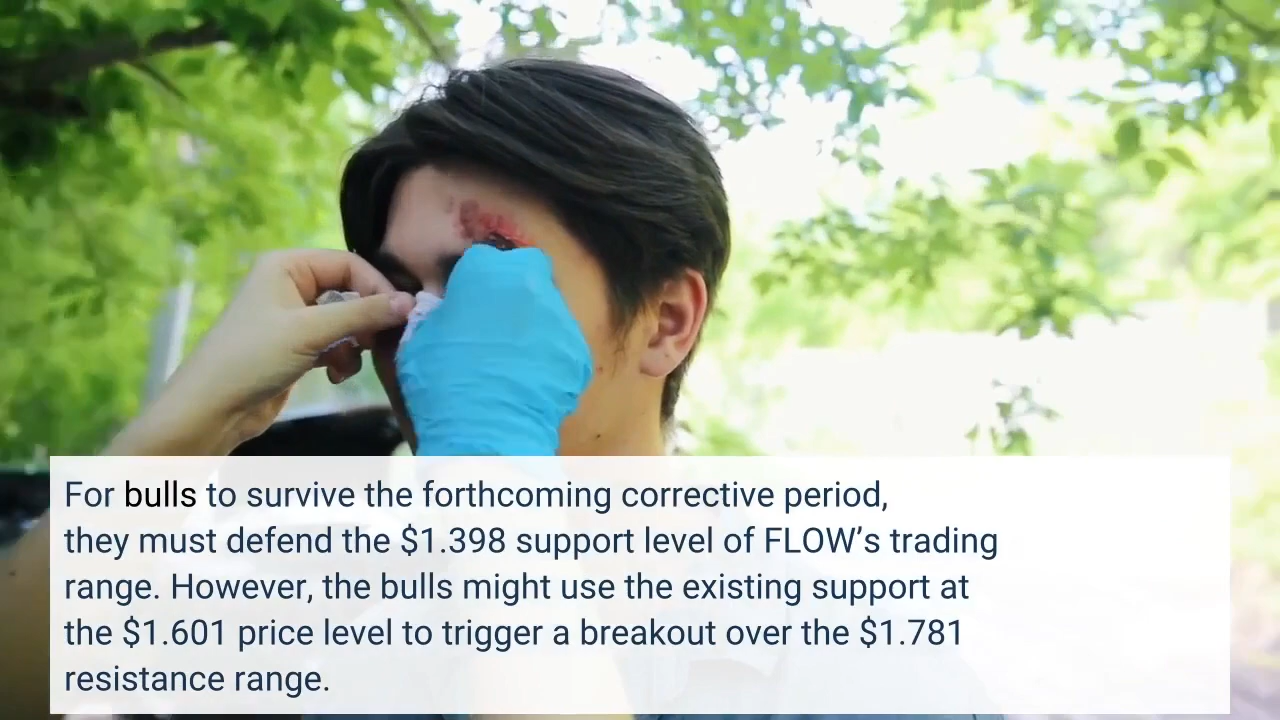 For bulls to survive the forthcoming corrective period,
they must defend the $1.398 support level of FLOW’s trading
range. However, the bulls might use the existing support at
the $1.601 price level to trigger a breakout over the $1.781
resistance range.